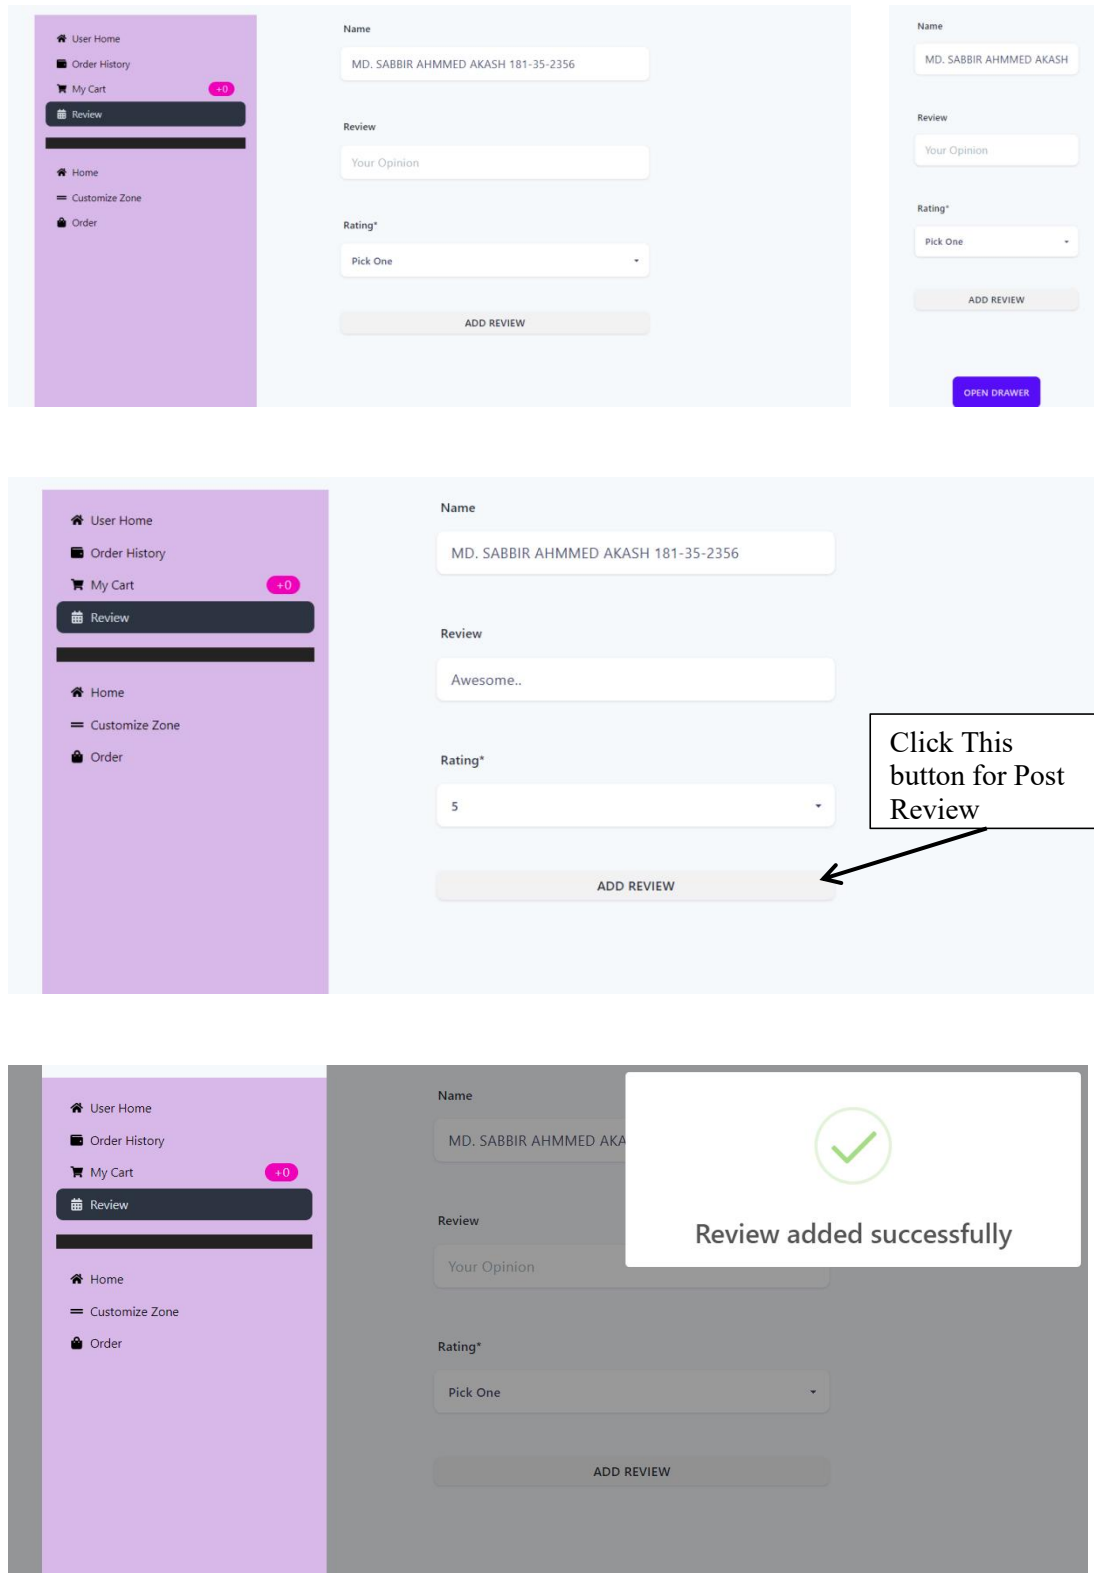 User Home
Order History
My Cart +0
Review
Home
Customize Zone
Order
Name
MD. SABBIR AHMMED AKASH 181-35-2356
Review
Your Opinion
Rating*
Pick One
ADD REVIEW
Name
MD. SABBIR AHMMED AKASH
Review
Your Opinion
Rating*
Pick One
ADD REVIEW
OPEN DRAWER
User Home
Order History
My Cart +0
Review
Home
Customize Zone
Order
Name
MD. SABBIR AHMMED AKASH 181-35-2356
Review
Awesome..
Rating*
5
ADD REVIEW
Click This
button for Post
Review
User Home
Order History
My Cart +0
Review
Home
Customize Zone
Order
Name
MD. SABBIR AHMMED AKA
Review
Your Opinion
Rating*
Pick One
ADD REVIEW
Review added successfully